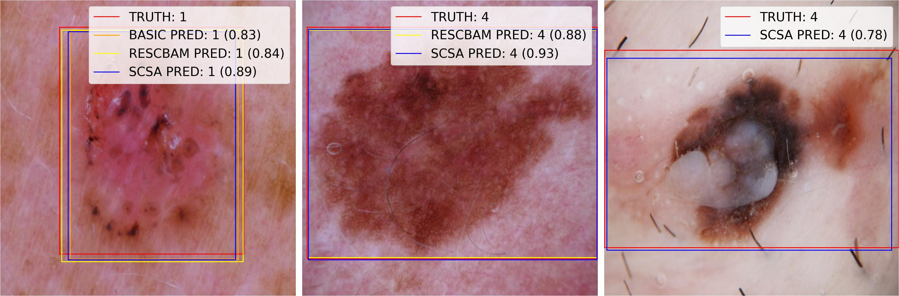 TRUTH: 1
BASIC PRED: 1 (0.83)
RESCBAM PRED: 1 (0.84)
SCSA PRED: 1 (0.89)
TRUTH: 4
RESCBAM PRED: 4 (0.88)
SCSA PRED: 4 (0.93)
TRUTH: 4
SCSA PRED: 4 (0.78)